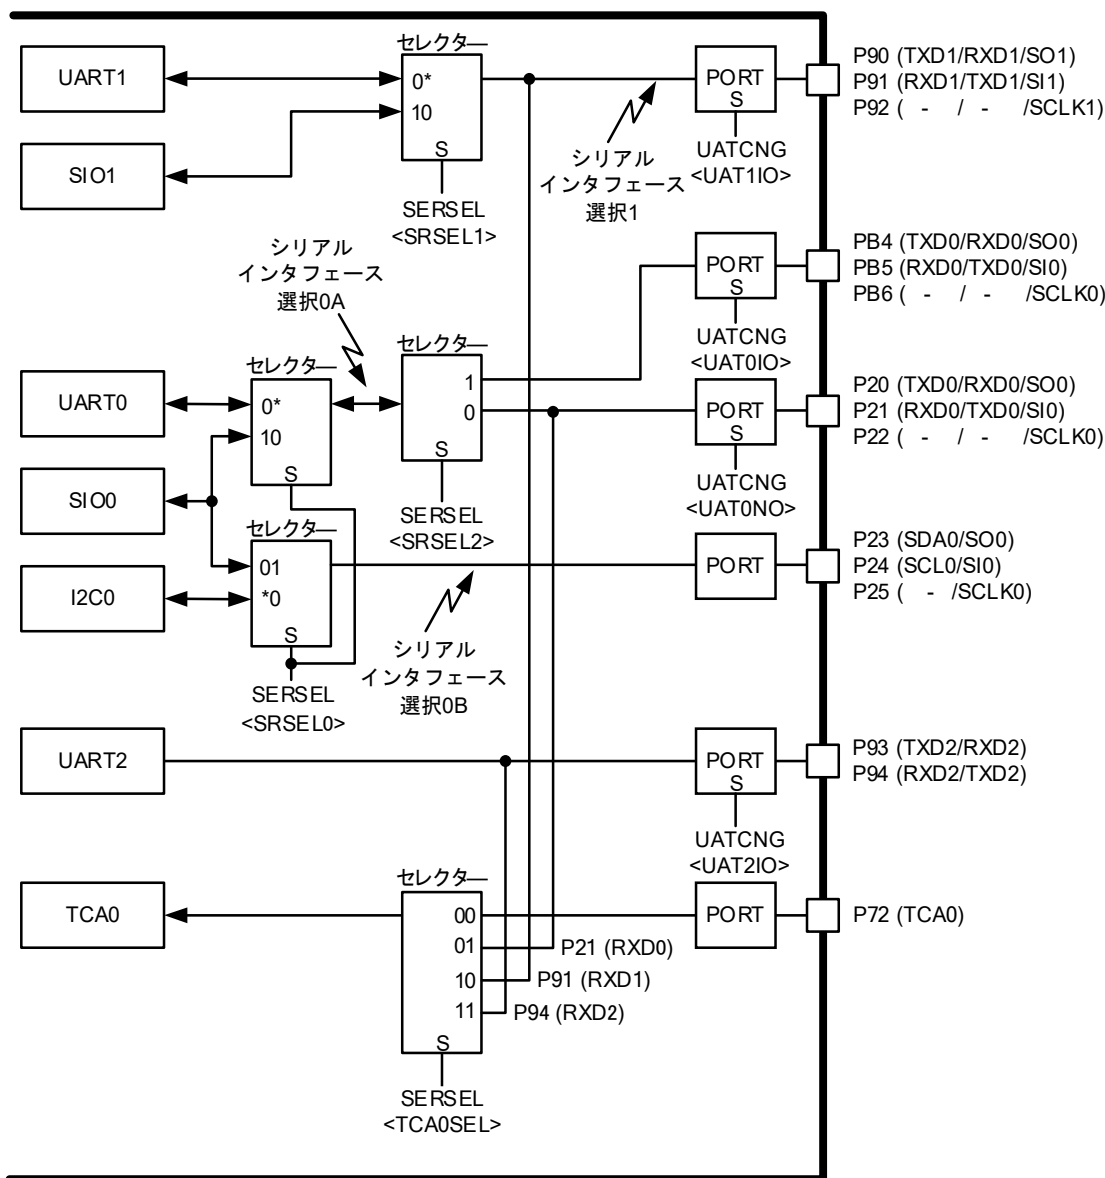 セレクター
UART1
0*
10
S
SIO1
SERSEL
<SRSEL1>
シリアル
インタフェース
選択1
PORT
S
UATCNG
<UAT1IO>
P90 (TXD1/RXD1/SO1)
P91 (RXD1/TXD1/SI1)
P92 ( - / - /SCLK1)
シリアル
インタフェース
選択0A
PORT
S
UATCNG
<UAT0IO>
PB4 (TXD0/RXD0/SO0)
PB5 (RXD0/TXD0/SI0)
PB6 ( - / - /SCLK0)
セレクター
UART0
0*
10
S
セレクター
1
0
S
SERSEL
<SRSEL2>
PORT
S
UATCNG
<UAT0NO>
P20 (TXD0/RXD0/SO0)
P21 (RXD0/TXD0/SI0)
P22 ( - / - /SCLK0)
SIO0
セレクター
01
*0
S
I2C0
SERSEL
<SRSEL0>
シリアル
インタフェース
選択0B
PORT
P23 (SDA0/SO0)
P24 (SCL0/SI0)
P25 ( - /SCLK0)
UART2
PORT
S
UATCNG
<UAT2IO>
P93 (TXD2/RXD2)
P94 (RXD2/TXD2)
セレクター
TCA0
00
01
10
11
S
P21 (RXD0)
P91 (RXD1)
P94 (RXD2)
SERSEL
<TCA0SEL>
PORT
P72 (TCA0)